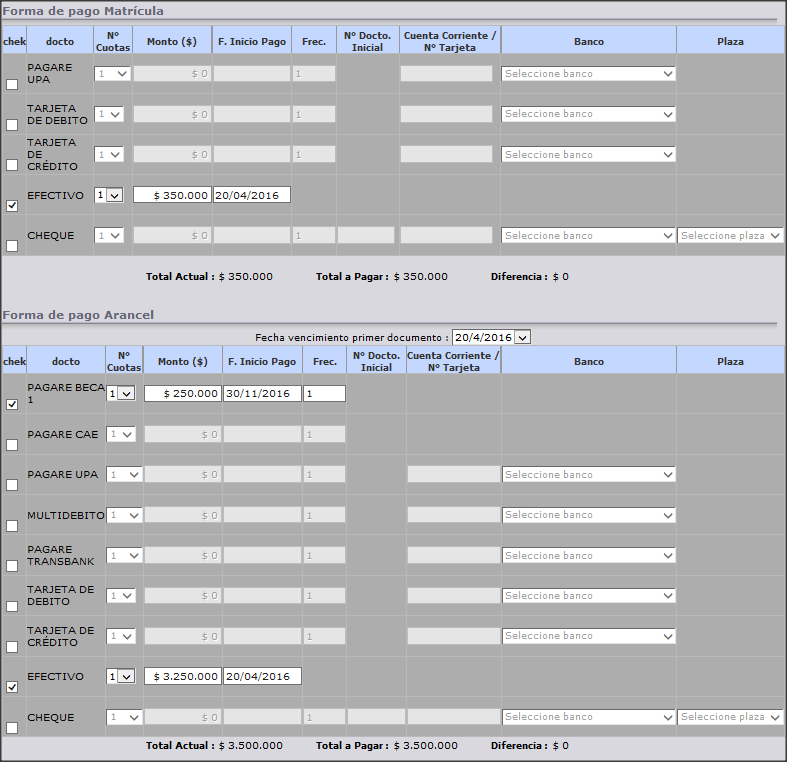 Forma de pago Matrícula
chek docto Nº Cuotas Monto ($) F. Inicio Pago Frec. Nº Docto. Inicial Cuenta Corriente / Nº Tarjeta Banco Plaza
PAGARE UPA 1 $ 0 1 Seleccione banco
TARJETA DE DEBITO 1 $ 0 1 Seleccione banco
TARJETA DE CRÉDITO 1 $ 0 1 Seleccione banco
EFECTIVO 1 $ 350.000 20/04/2016
CHEQUE 1 $ 0 1 Seleccione banco Seleccione plaza
Total Actual : $ 350.000 Total a Pagar : $ 350.000 Diferencia : $ 0
Forma de pago Arancel
Fecha vencimiento primer documento : 20/4/2016
chek docto Nº Cuotas Monto ($) F. Inicio Pago Frec. Nº Docto. Inicial Cuenta Corriente / Nº Tarjeta Banco Plaza
PAGARE BECA 1 1 $ 250.000 30/11/2016 1
PAGARE CAE 1 $ 0 1
PAGARE UPA 1 $ 0 1 Seleccione banco
MULTIDEBITO 1 $ 0 1 Seleccione banco
PAGARE TRANSBANK 1 $ 0 1 Seleccione banco
TARJETA DE DEBITO 1 $ 0 1 Seleccione banco
TARJETA DE CRÉDITO 1 $ 0 1 Seleccione banco
EFECTIVO 1 $ 3.250.000 20/04/2016
CHEQUE 1 $ 0 1 Seleccione banco Seleccione plaza
Total Actual : $ 3.500.000 Total a Pagar : $ 3.500.000 Diferencia : $ 0